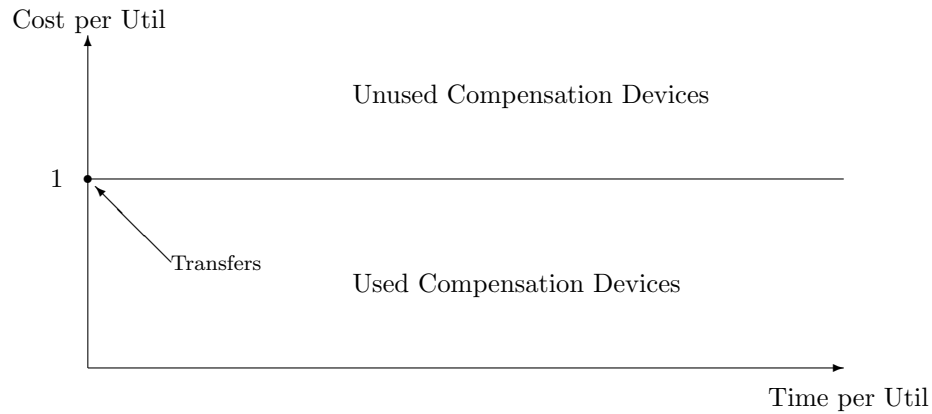 Cost per Util
Unused Compensation Devices
1
Transfers
Used Compensation Devices
Time per Util